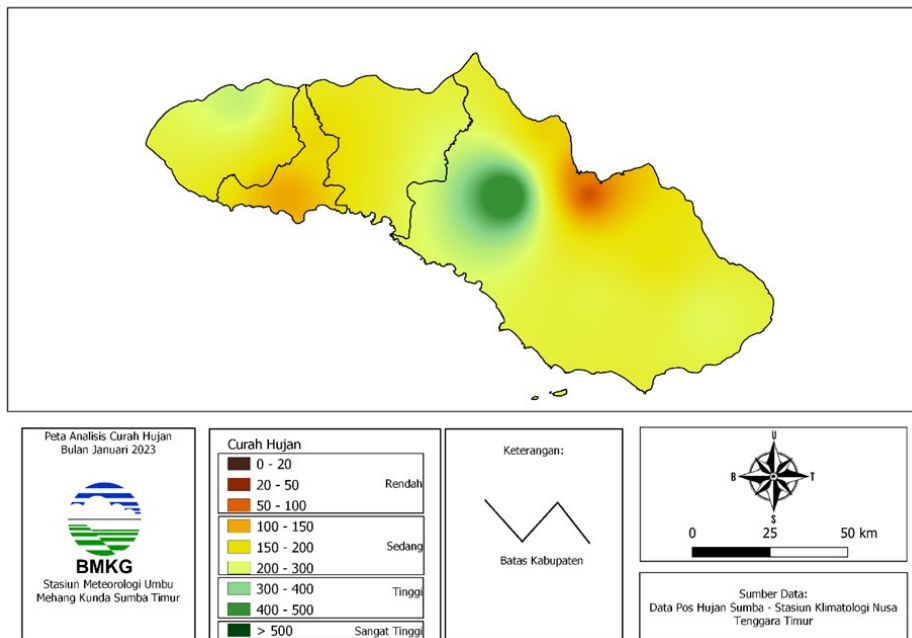 Peta Analisis Curah Hujan
Bulan Januari 2023
BMKG
Stasiun Meteorologi Umbu
Mehang Kunda Sumba Timur
Curah Hujan
0 - 20
20 - 50
Rendah
50 - 100
100 - 150
150 - 200
Sedang
200 - 300
300 - 400
Tinggi
400 - 500
> 500
Sangat Tinggi
Keterangan:
Batas Kabupaten
U
B
T
S
0 25 50 km
Sumber Data:
Data Pos Hujan Sumba - Stasiun Klimatologi Nusa
Tenggara Timur